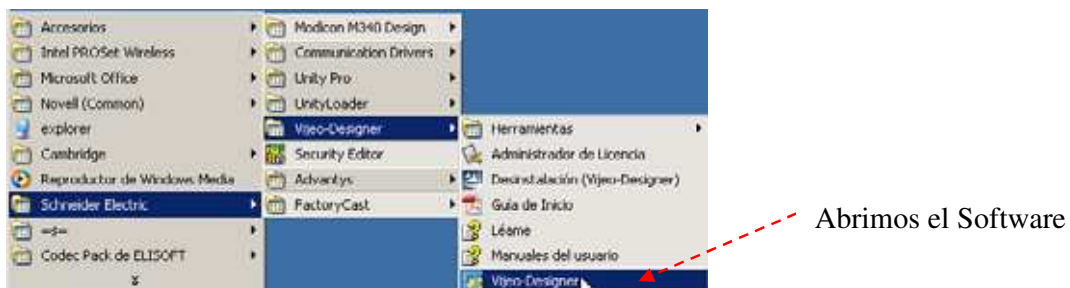 Accesorios
Intel PROSet Wireless
Microsoft Office
Novell (Common)
explorer
Cambridge
Reproductor de Windows Media
Schneider Electric
=s=
Codec Pack de ELISOFT
Modicon M340 Design
Communication Drivers
Unity Pro
UnityLoader
Vijeo-Designer
Security Editor
Advantys
FactoryCast
Herramientas
Administrador de Licencia
Desinstalación (Vijeo-Designer)
Guía de Inicio
Léame
Manuales del usuario
Vijeo-Designer
Abrimos el Software